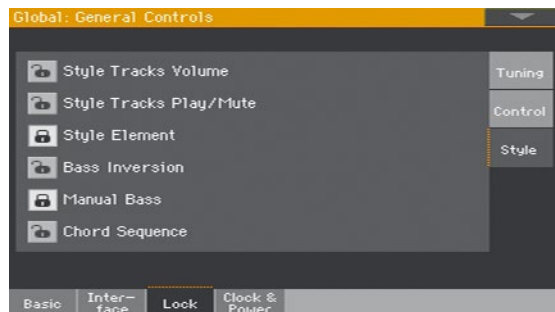 Global: General Controls
Style Tracks Volume
Tuning
Style Tracks Play/Mute
Control
Style Element
Style
Bass Inversion
Manual Bass
Chord Sequence
Basic
Inter-
face
Lock
Clock &
Power